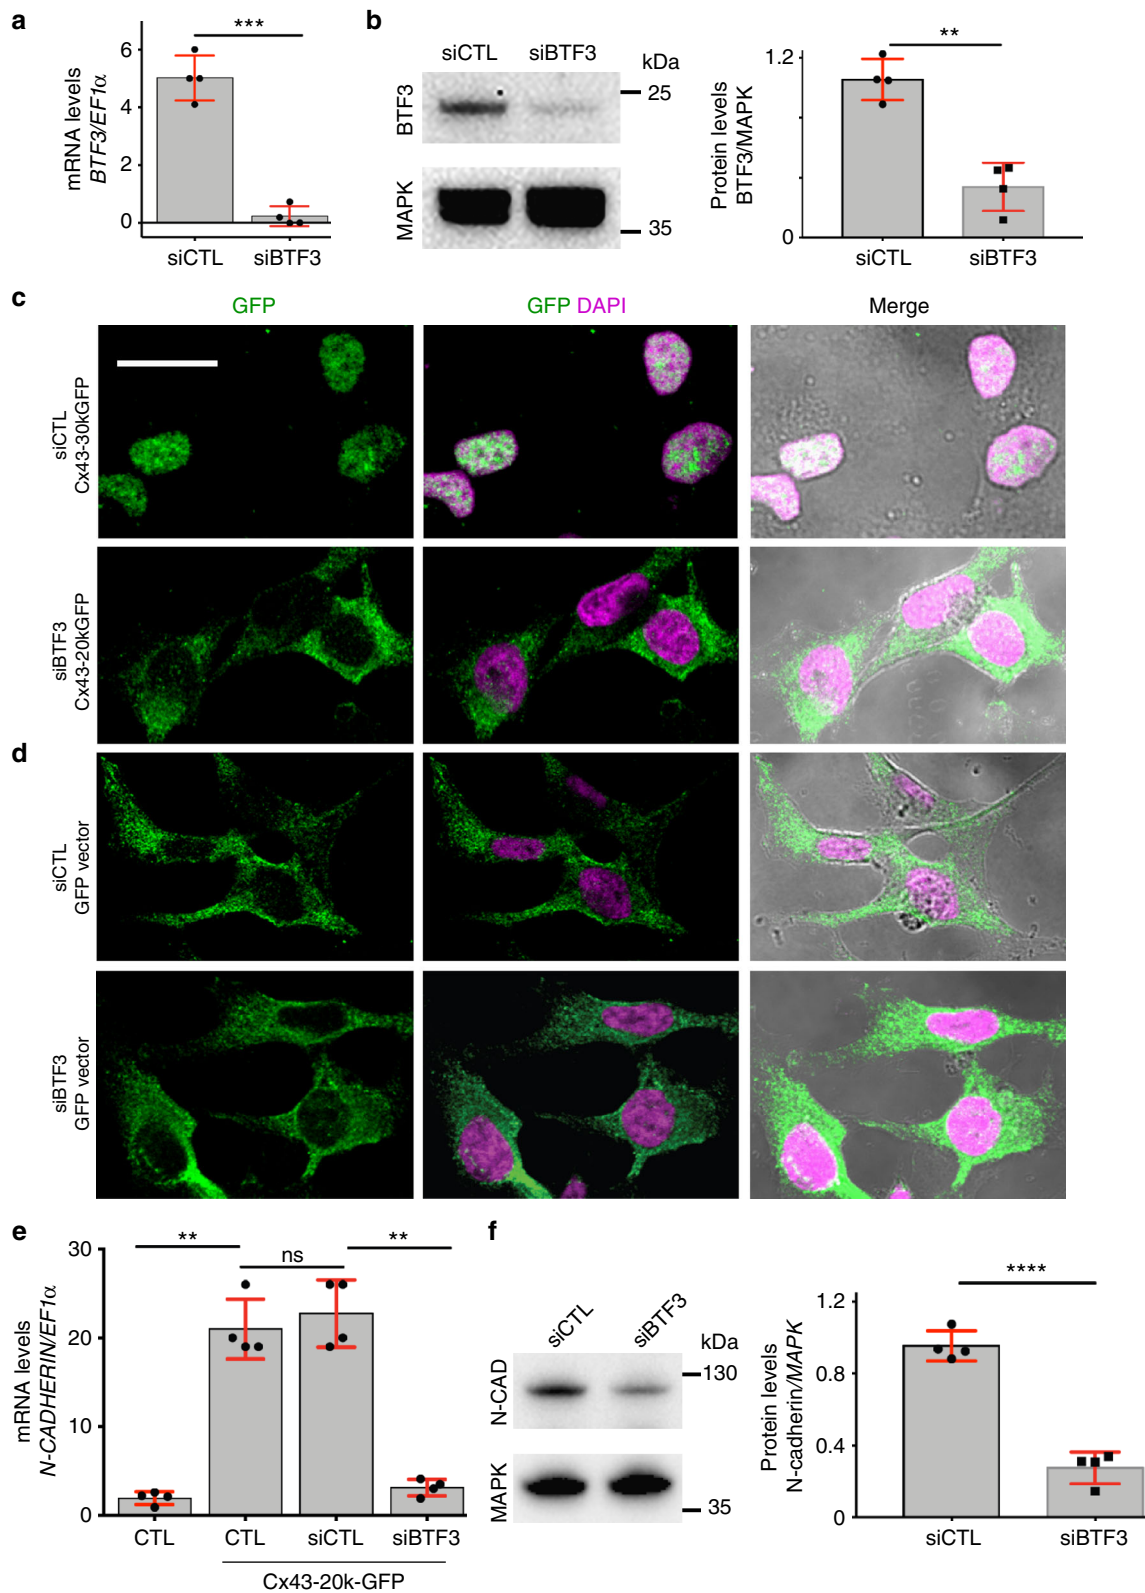 a
***
6
4
2
0
mRNA levels
BTF3/EF1α
siCTL siBTF3
b
siCTL siBTF3
kDa
25
BTF3
MAPK
35
**
1.2
0
Protein levels
BTF3/MAPK
siCTL siBTF3
c
GFP
GFP DAPI
Merge
siCTL
Cx43-30kGFP
siBTF3
Cx43-20kGFP
d
siCTL
GFP vector
siBTF3
GFP vector
e
**
ns
**
30
20
10
0
mRNA levels
N-CADHERIN/EF1α
CTL CTL siCTL siBTF3
Cx43-20k-GFP
f
siCTL siBTF3
kDa
130
N-CAD
MAPK
35
****
1.2
0.8
0.4
0
Protein levels
N-cadherin/MAPK
siCTL siBTF3